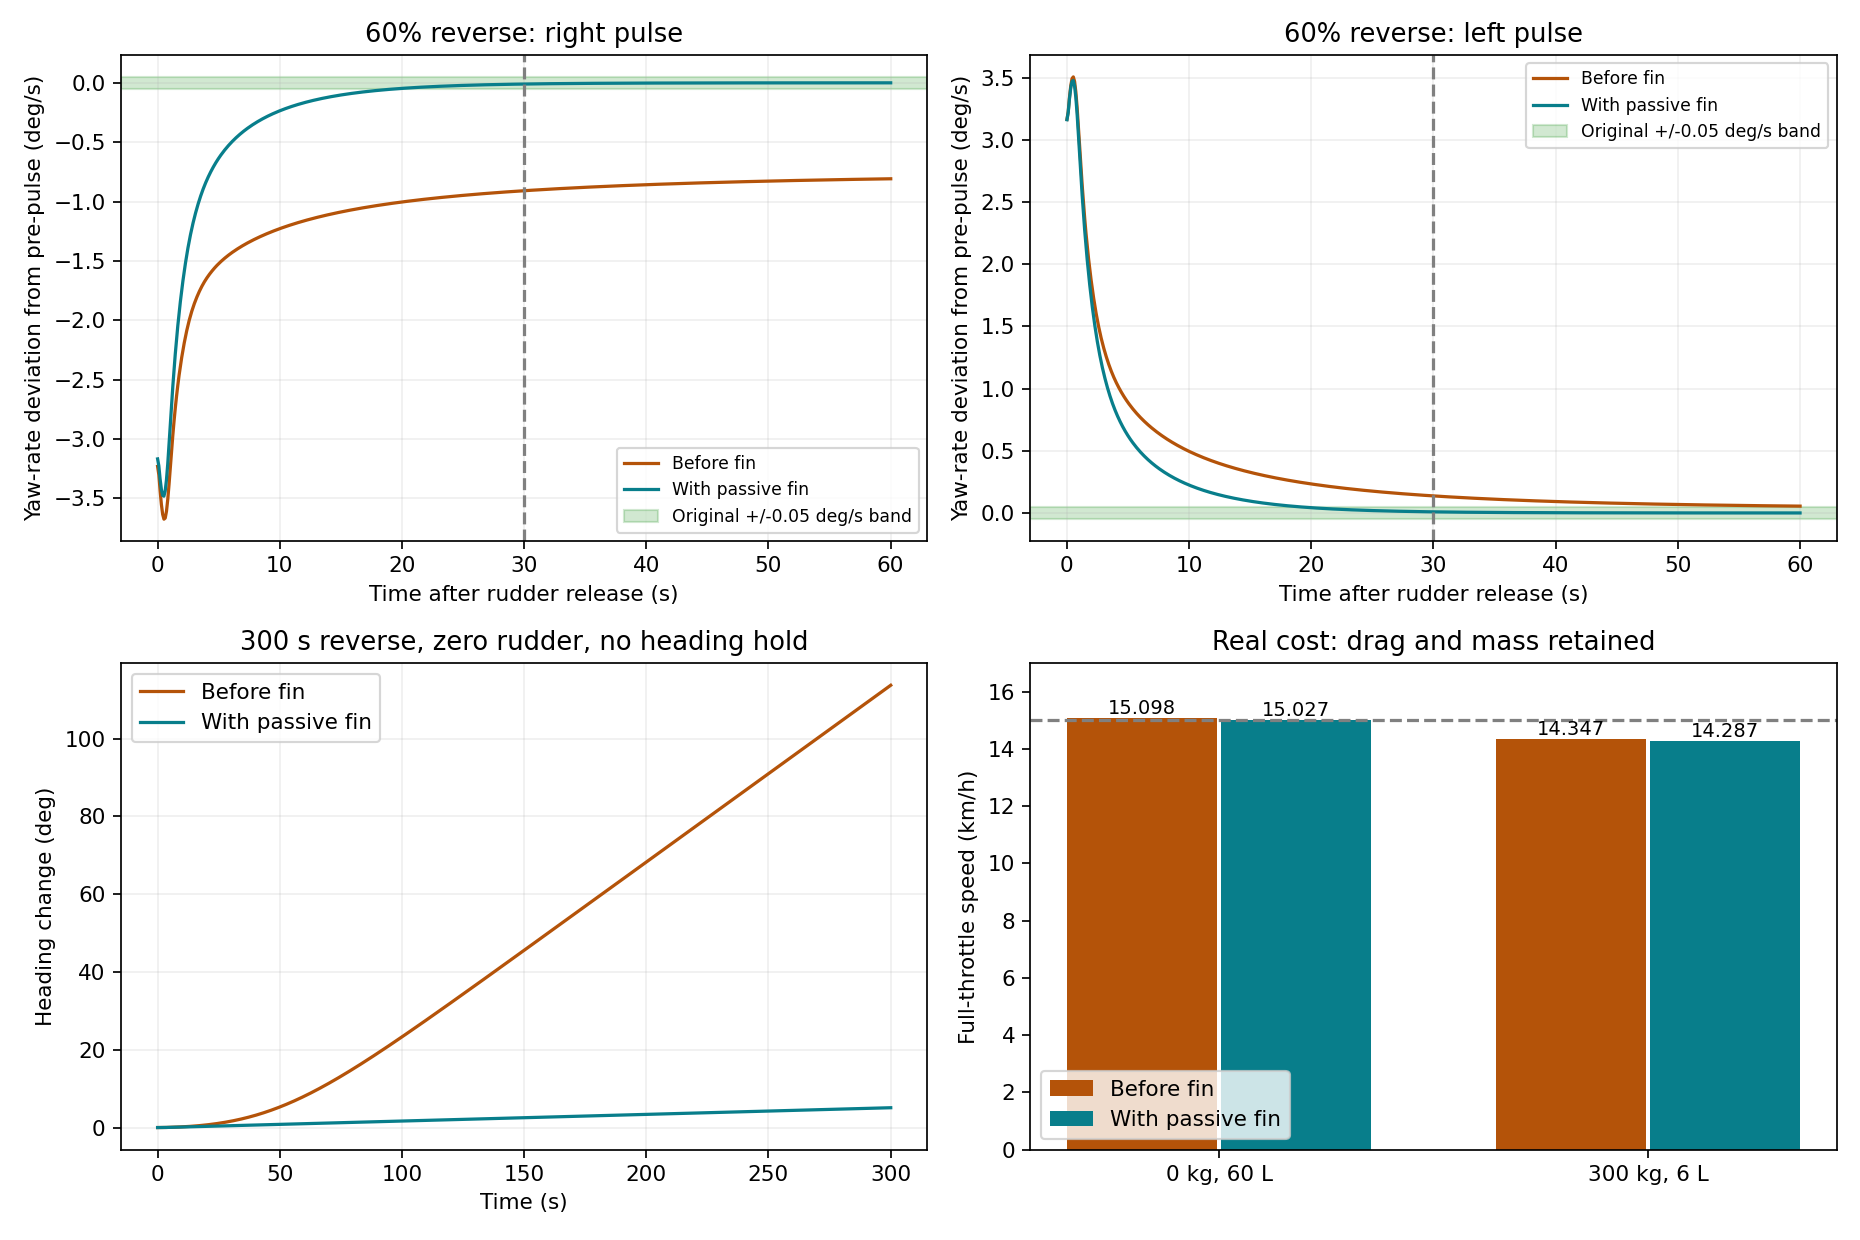 60% reverse: right pulse
Yaw-rate deviation from pre-pulse (deg/s)
0.0
−0.5
−1.0
−1.5
−2.0
−2.5
−3.0
−3.5
Before fin
With passive fin
Original +/-0.05 deg/s band
0 10 20 30 40 50 60
Time after rudder release (s)
60% reverse: left pulse
Yaw-rate deviation from pre-pulse (deg/s)
3.5
3.0
2.5
2.0
1.5
1.0
0.5
0.0
Before fin
With passive fin
Original +/-0.05 deg/s band
0 10 20 30 40 50 60
Time after rudder release (s)
300 s reverse, zero rudder, no heading hold
Heading change (deg)
100
80
60
40
20
0
Before fin
With passive fin
0 50 100 150 200 250 300
Time (s)
Real cost: drag and mass retained
Full-throttle speed (km/h)
16
14
12
10
8
6
4
2
0
15.098 15.027 14.347 14.287
Before fin
With passive fin
0 kg, 60 L 300 kg, 6 L